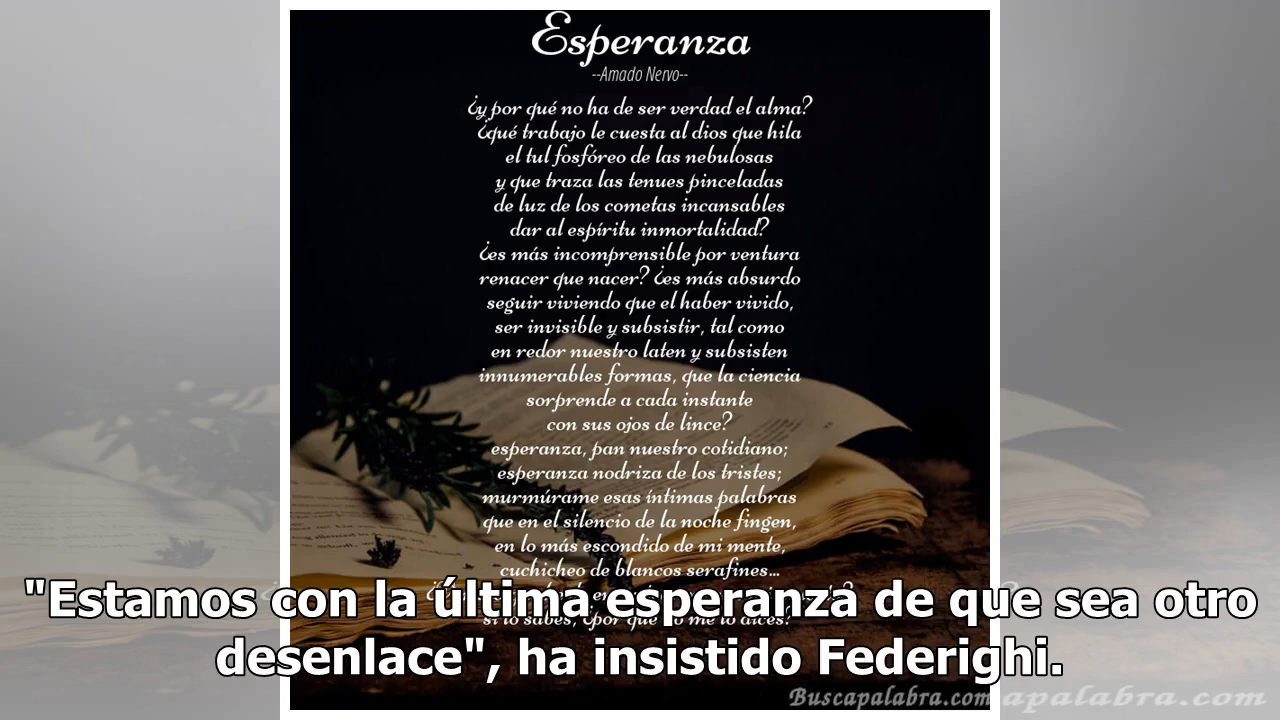 Esperanza
--Amado Nervo--
¿y por qué no ha de ser verdad el alma?
¿qué trabajo le cuesta al dios que hila
el tul fosfóreo de las nebulosas
y que traza las tenues pinceladas
de luz de los cometas incansables
dar al espíritu inmortalidad?
¿es más incomprensible por ventura
renacer que nacer? ¿es más absurdo
seguir viviendo que el haber vivido,
ser invisible y subsistir, tal como
en redor nuestro laten y subsisten
innumerables formas, que la ciencia
sorprende a cada instante
con sus ojos de lince?
esperanza, pan nuestro cotidiano;
esperanza nodriza de los tristes;
murmúrame esas íntimas palabras
que en el silencio de la noche fingen,
en lo más escondido de mi mente,
cuchicheo de blancos serafines...
"Estamos con la última esperanza de que sea otro
si lo sabes, ¿por qué no me lo dices?
desenlace", ha insistido Federighi.
Buscapalabra.com
apalabra.com